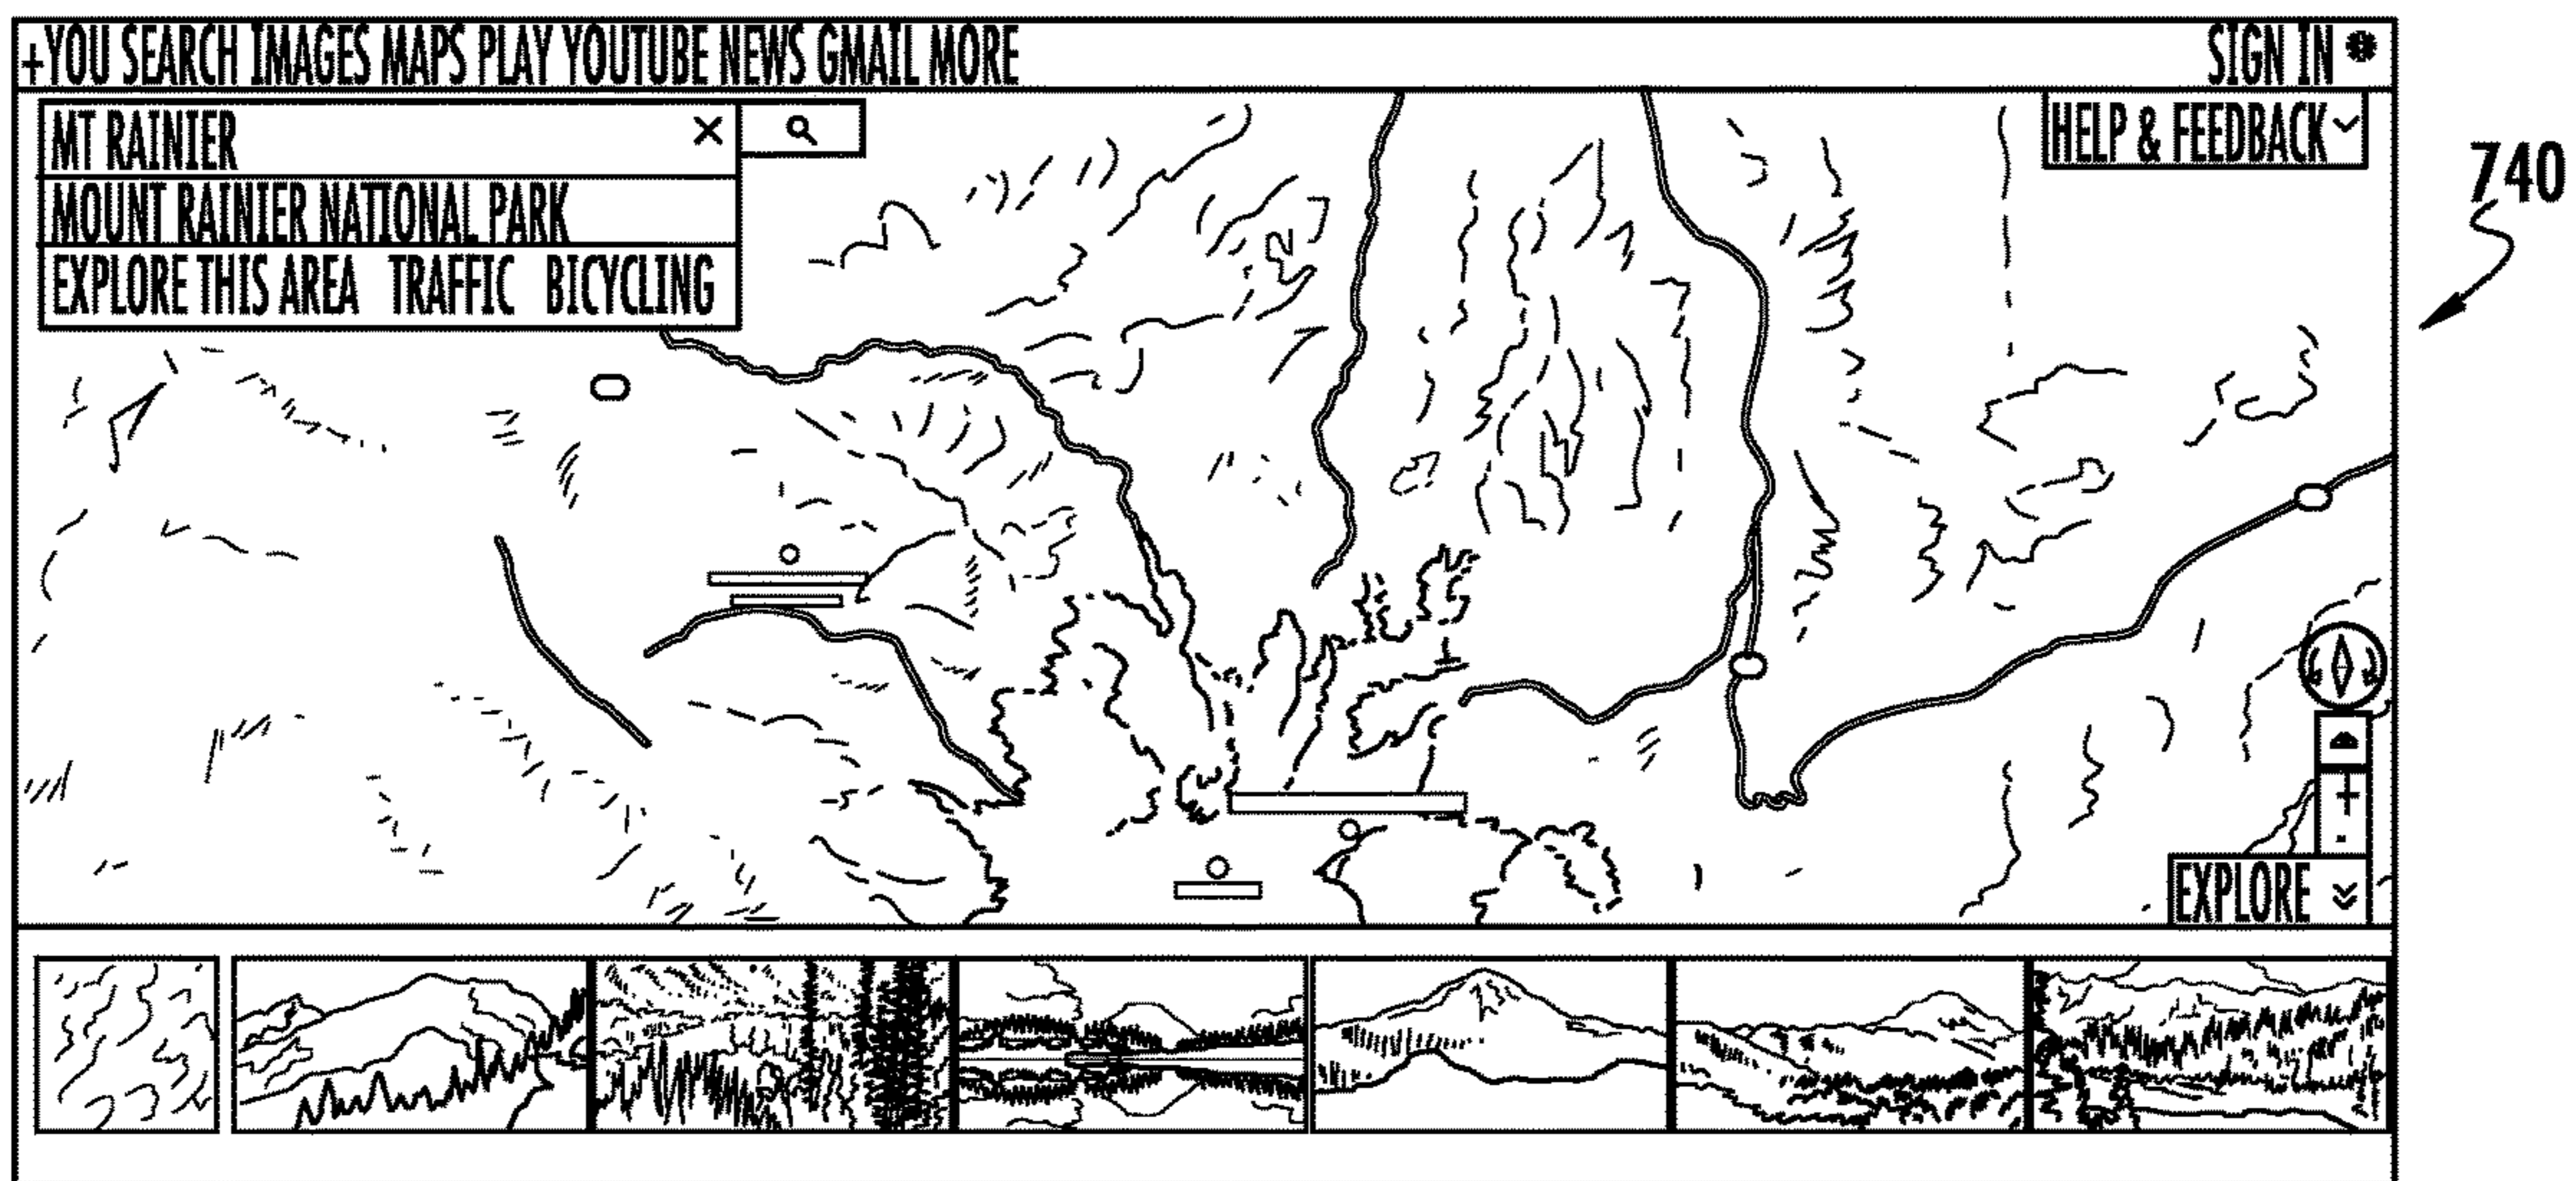 +YOU SEARCH IMAGES MAPS PLAY YOUTUBE NEWS GMAIL MORE SIGN IN
MT RAINIER
HELP & FEEDBACK
740
MOUNT RAINIER NATIONAL PARK
EXPLORE THIS AREA TRAFFIC BICYCLING
EXPLORE